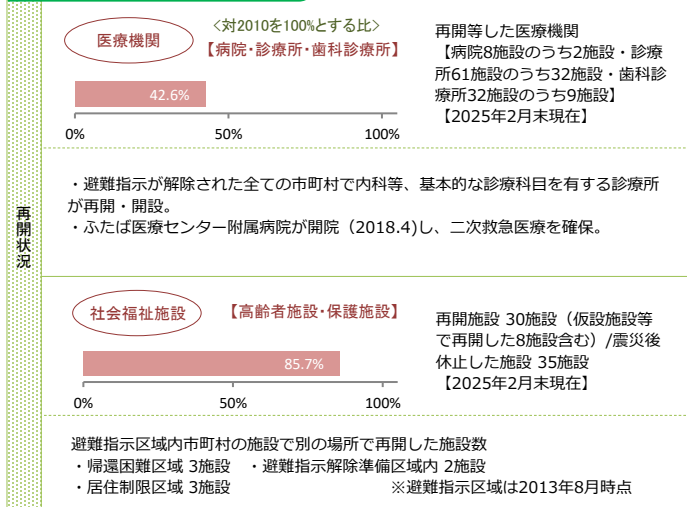 再開状況
医療機関
<対2010を100%とする比>
【病院・診療所・歯科診療所】
42.6%
0%
50%
100%
再開等した医療機関
【病院8施設のうち2施設・診療
所61施設のうち32施設・歯科診
療所32施設のうち9施設】
【2025年2月末現在】
・避難指示が解除された全ての市町村で内科等、基本的な診療科目を有する診療所
が再開・開設。
・ふたば医療センター附属病院が開院（2018.4)し、二次救急医療を確保。
社会福祉施設
【高齢者施設・保護施設】
85.7%
0%
50%
100%
再開施設 30施設（仮設施設等
で再開した8施設含む）/震災後
休止した施設 35施設
【2025年2月末現在】
避難指示区域内市町村の施設で別の場所で再開した施設数
・帰還困難区域 3施設　・避難指示解除準備区域内 2施設
・居住制限区域 3施設　　　　※避難指示区域は2013年8月時点